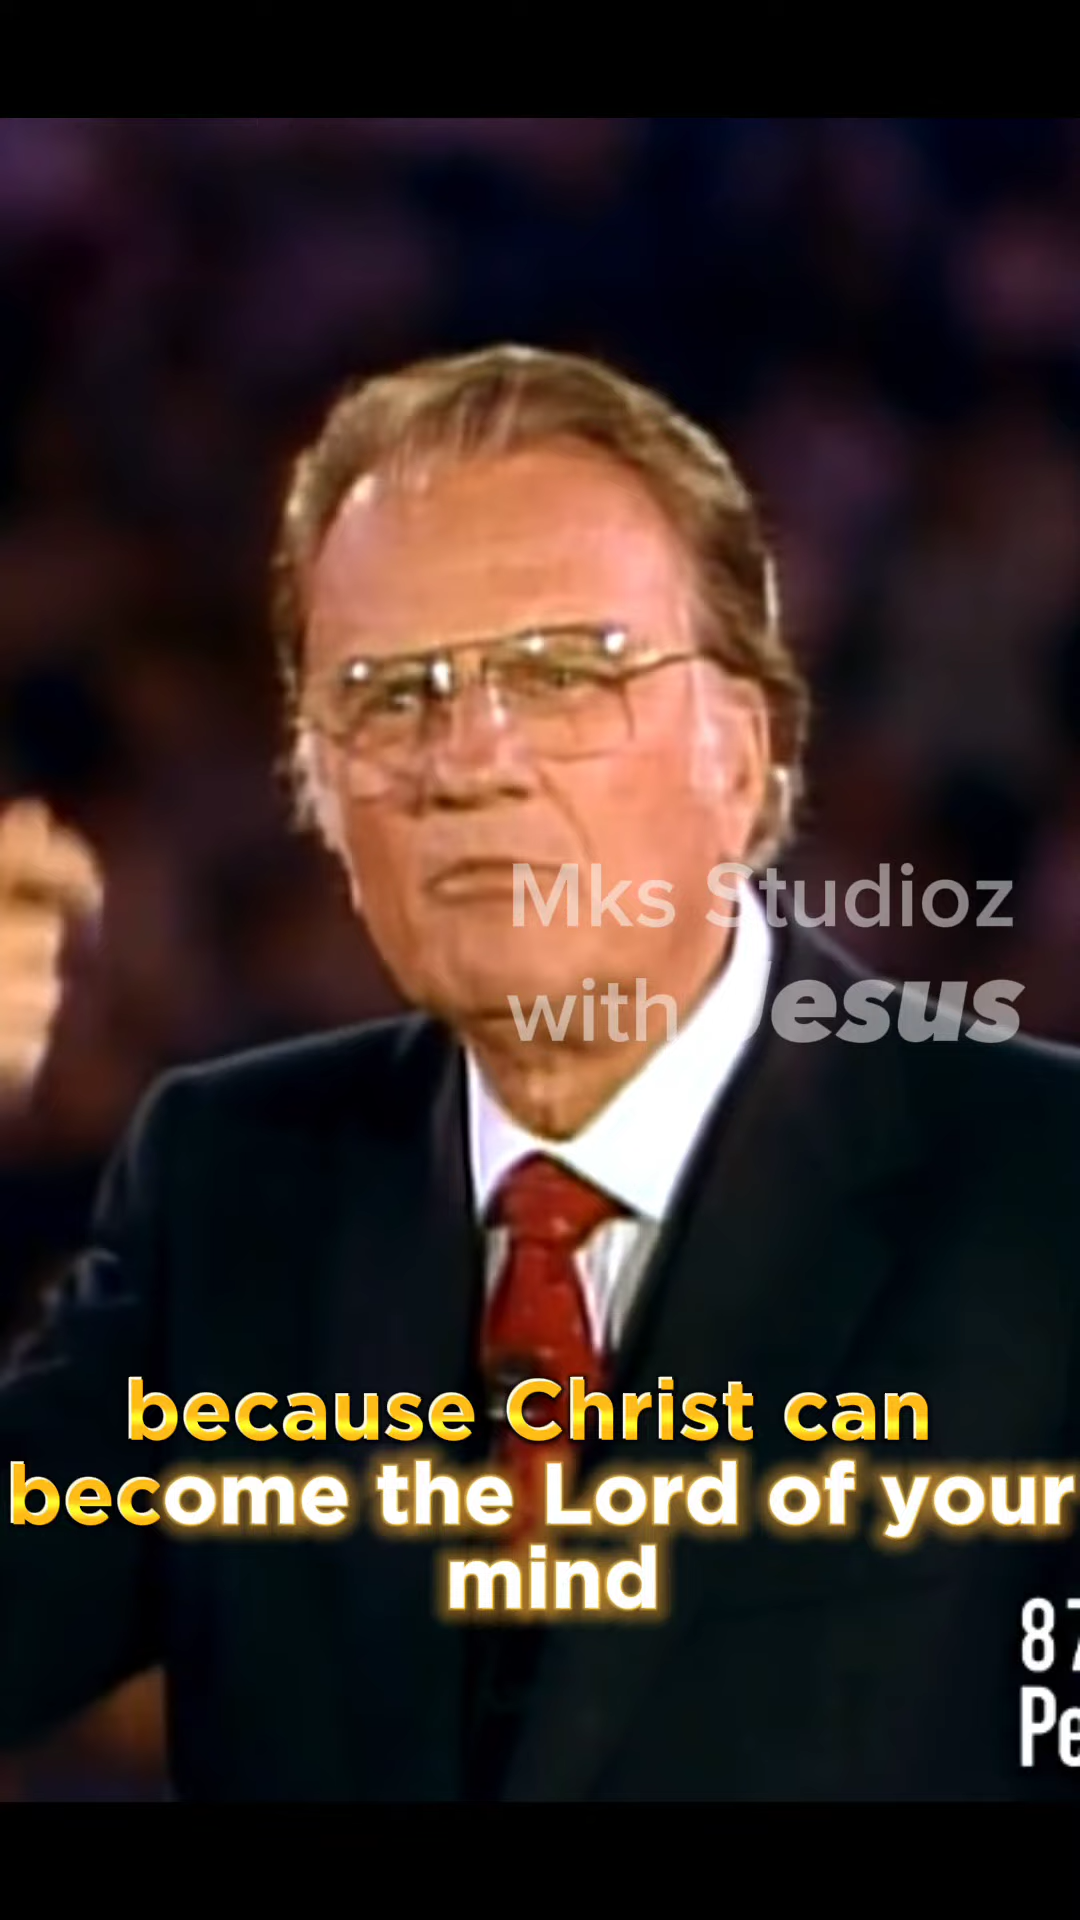 Mks Studioz
with Jesus
because Christ can
become the Lord of your
mind